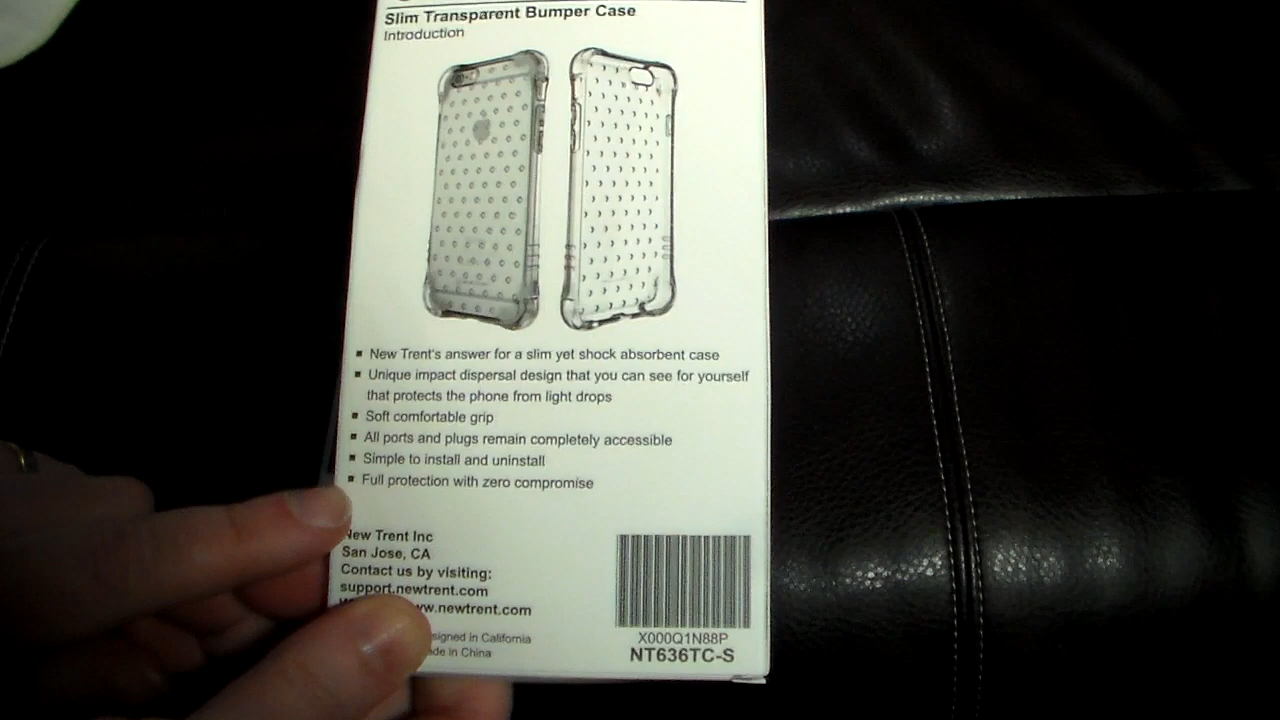 Slim Transparent Bumper Case
Introduction
▪ New Trent's answer for a slim yet shock absorbent case
▪ Unique impact dispersal design that you can see for yourself
that protects the phone from light drops
▪ Soft comfortable grip
▪ All ports and plugs remain completely accessible
▪ Simple to install and uninstall
▪ Full protection with zero compromise
New Trent Inc
San Jose, CA
Contact us by visiting:
support.newtrent.com
www.newtrent.com
Designed in California
Made in China
X000Q1N88P
NT636TC-S